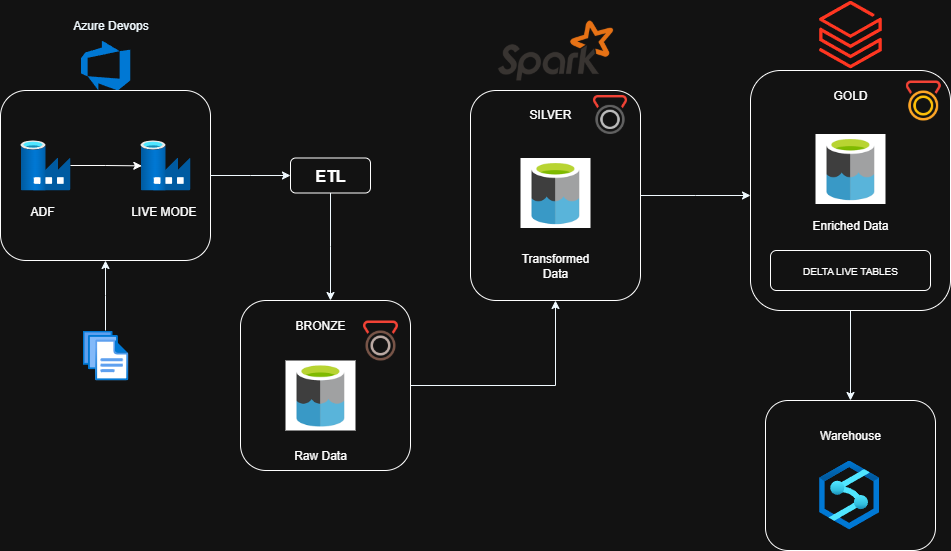 Azure Devops
ADF
LIVE MODE
ETL
BRONZE
Raw Data
Spark
SILVER
Transformed
Data
GOLD
Enriched Data
DELTA LIVE TABLES
Warehouse